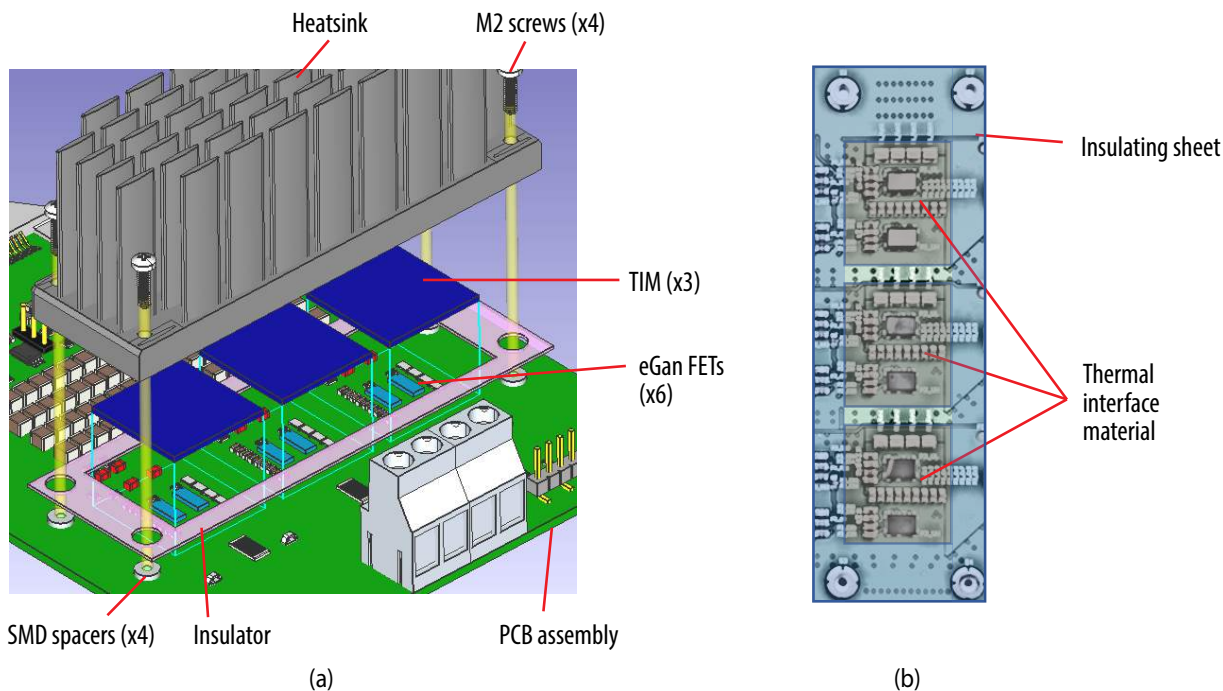 Heatsink
M2 screws (x4)
Insulating sheet
TIM (x3)
eGan FETs
(x6)
Thermal
interface
material
SMD spacers (x4)
Insulator
PCB assembly
(a)
(b)